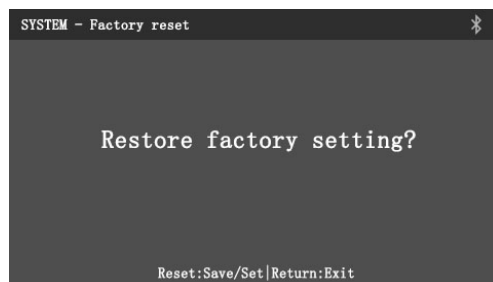 SYSTEM - Factory reset
Restore factory setting?
Reset:Save/Set|Return:Exit